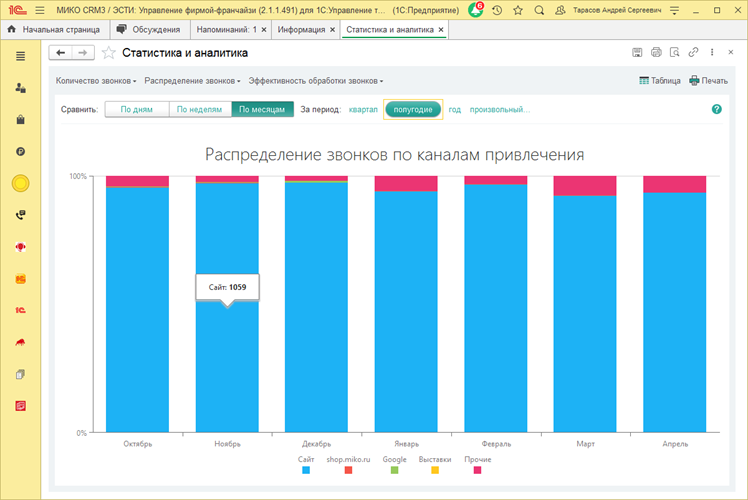 1С МИКО CRM3 / ЭСТИ: Управление фирмой-франчайзи (2.1.1.491) для 1С:Управление т... (1С:Предприятие) 6 Тарасов Андрей Сергеевич
Начальная страница Обсуждения Напоминаний: 1 × Информация × Статистика и аналитика ×
Статистика и аналитика
Количество звонков Распределение звонков Эффективность обработки звонков Таблица Печать
Сравнить: По дням По неделям По месяцам За период: квартал полугодие год произвольный... ?
Распределение звонков по каналам привлечения
100%
Сайт: 1059
0%
Октябрь Ноябрь Декабрь Январь Февраль Март Апрель
Сайт shop.miko.ru Google Выставки Прочие